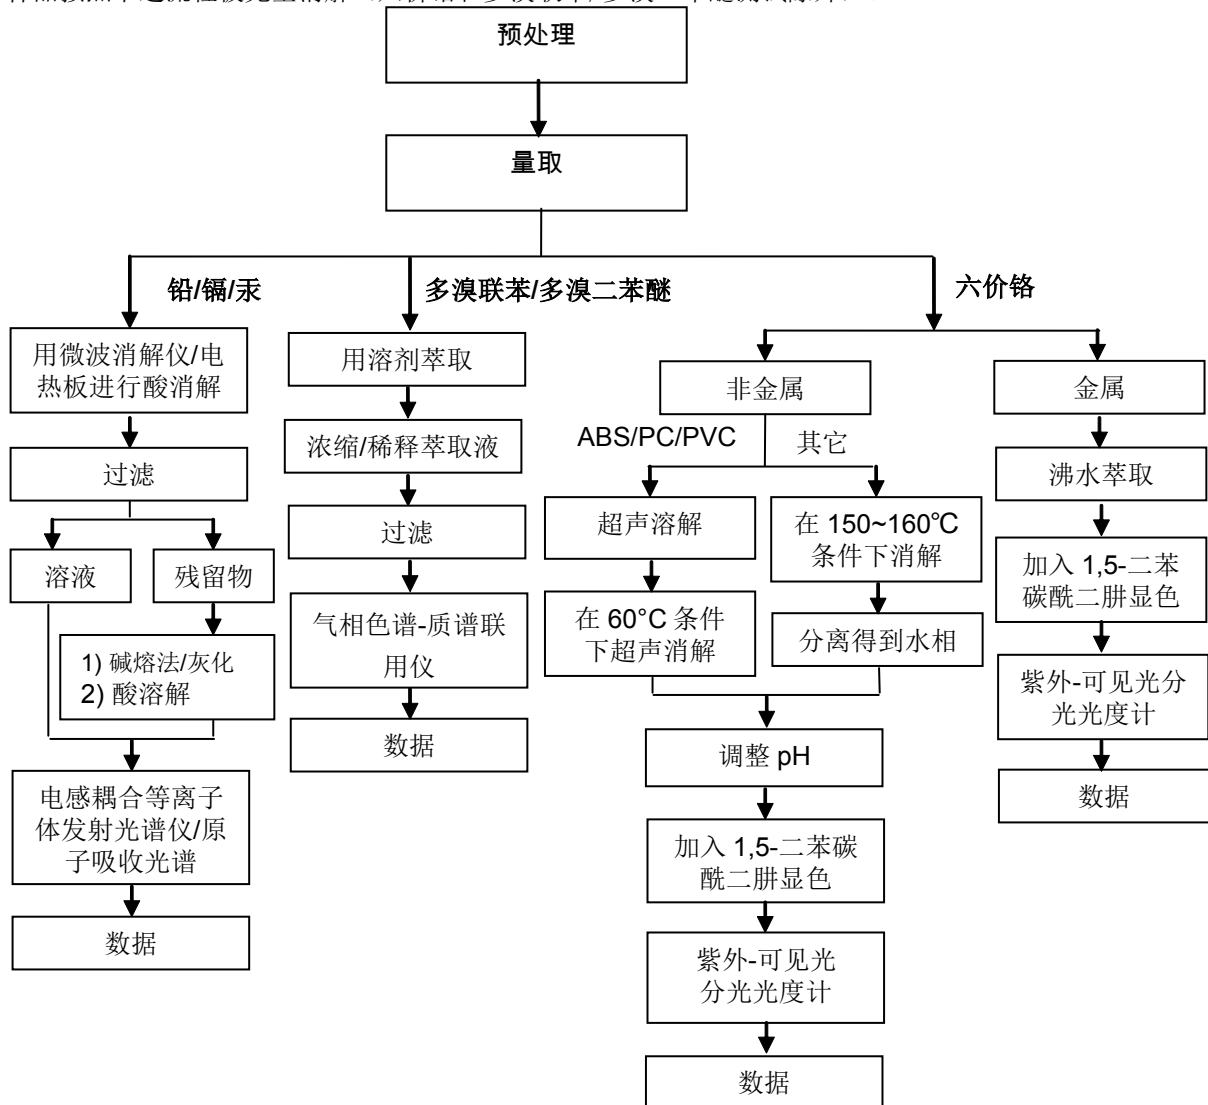 预处理
量取
铅/镉/汞
多溴联苯/多溴二苯醚
六价铬
用微波消解仪/电
热板进行酸消解
过滤
溶液
残留物
1) 碱熔法/灰化
2) 酸溶解
电感耦合等离子
体发射光谱仪/原
子吸收光谱
数据
用溶剂萃取
浓缩/稀释萃取液
过滤
气相色谱-质谱联
用仪
数据
非金属
ABS/PC/PVC
其它
超声溶解
在 60°C 条件
下超声消解
在 150~160℃
条件下消解
分离得到水相
调整 pH
加入 1,5-二苯碳
酰二肼显色
紫外-可见光
分光光度计
数据
金属
沸水萃取
加入 1,5-二苯
碳酰二肼显色
紫外-可见光分
光光度计
数据